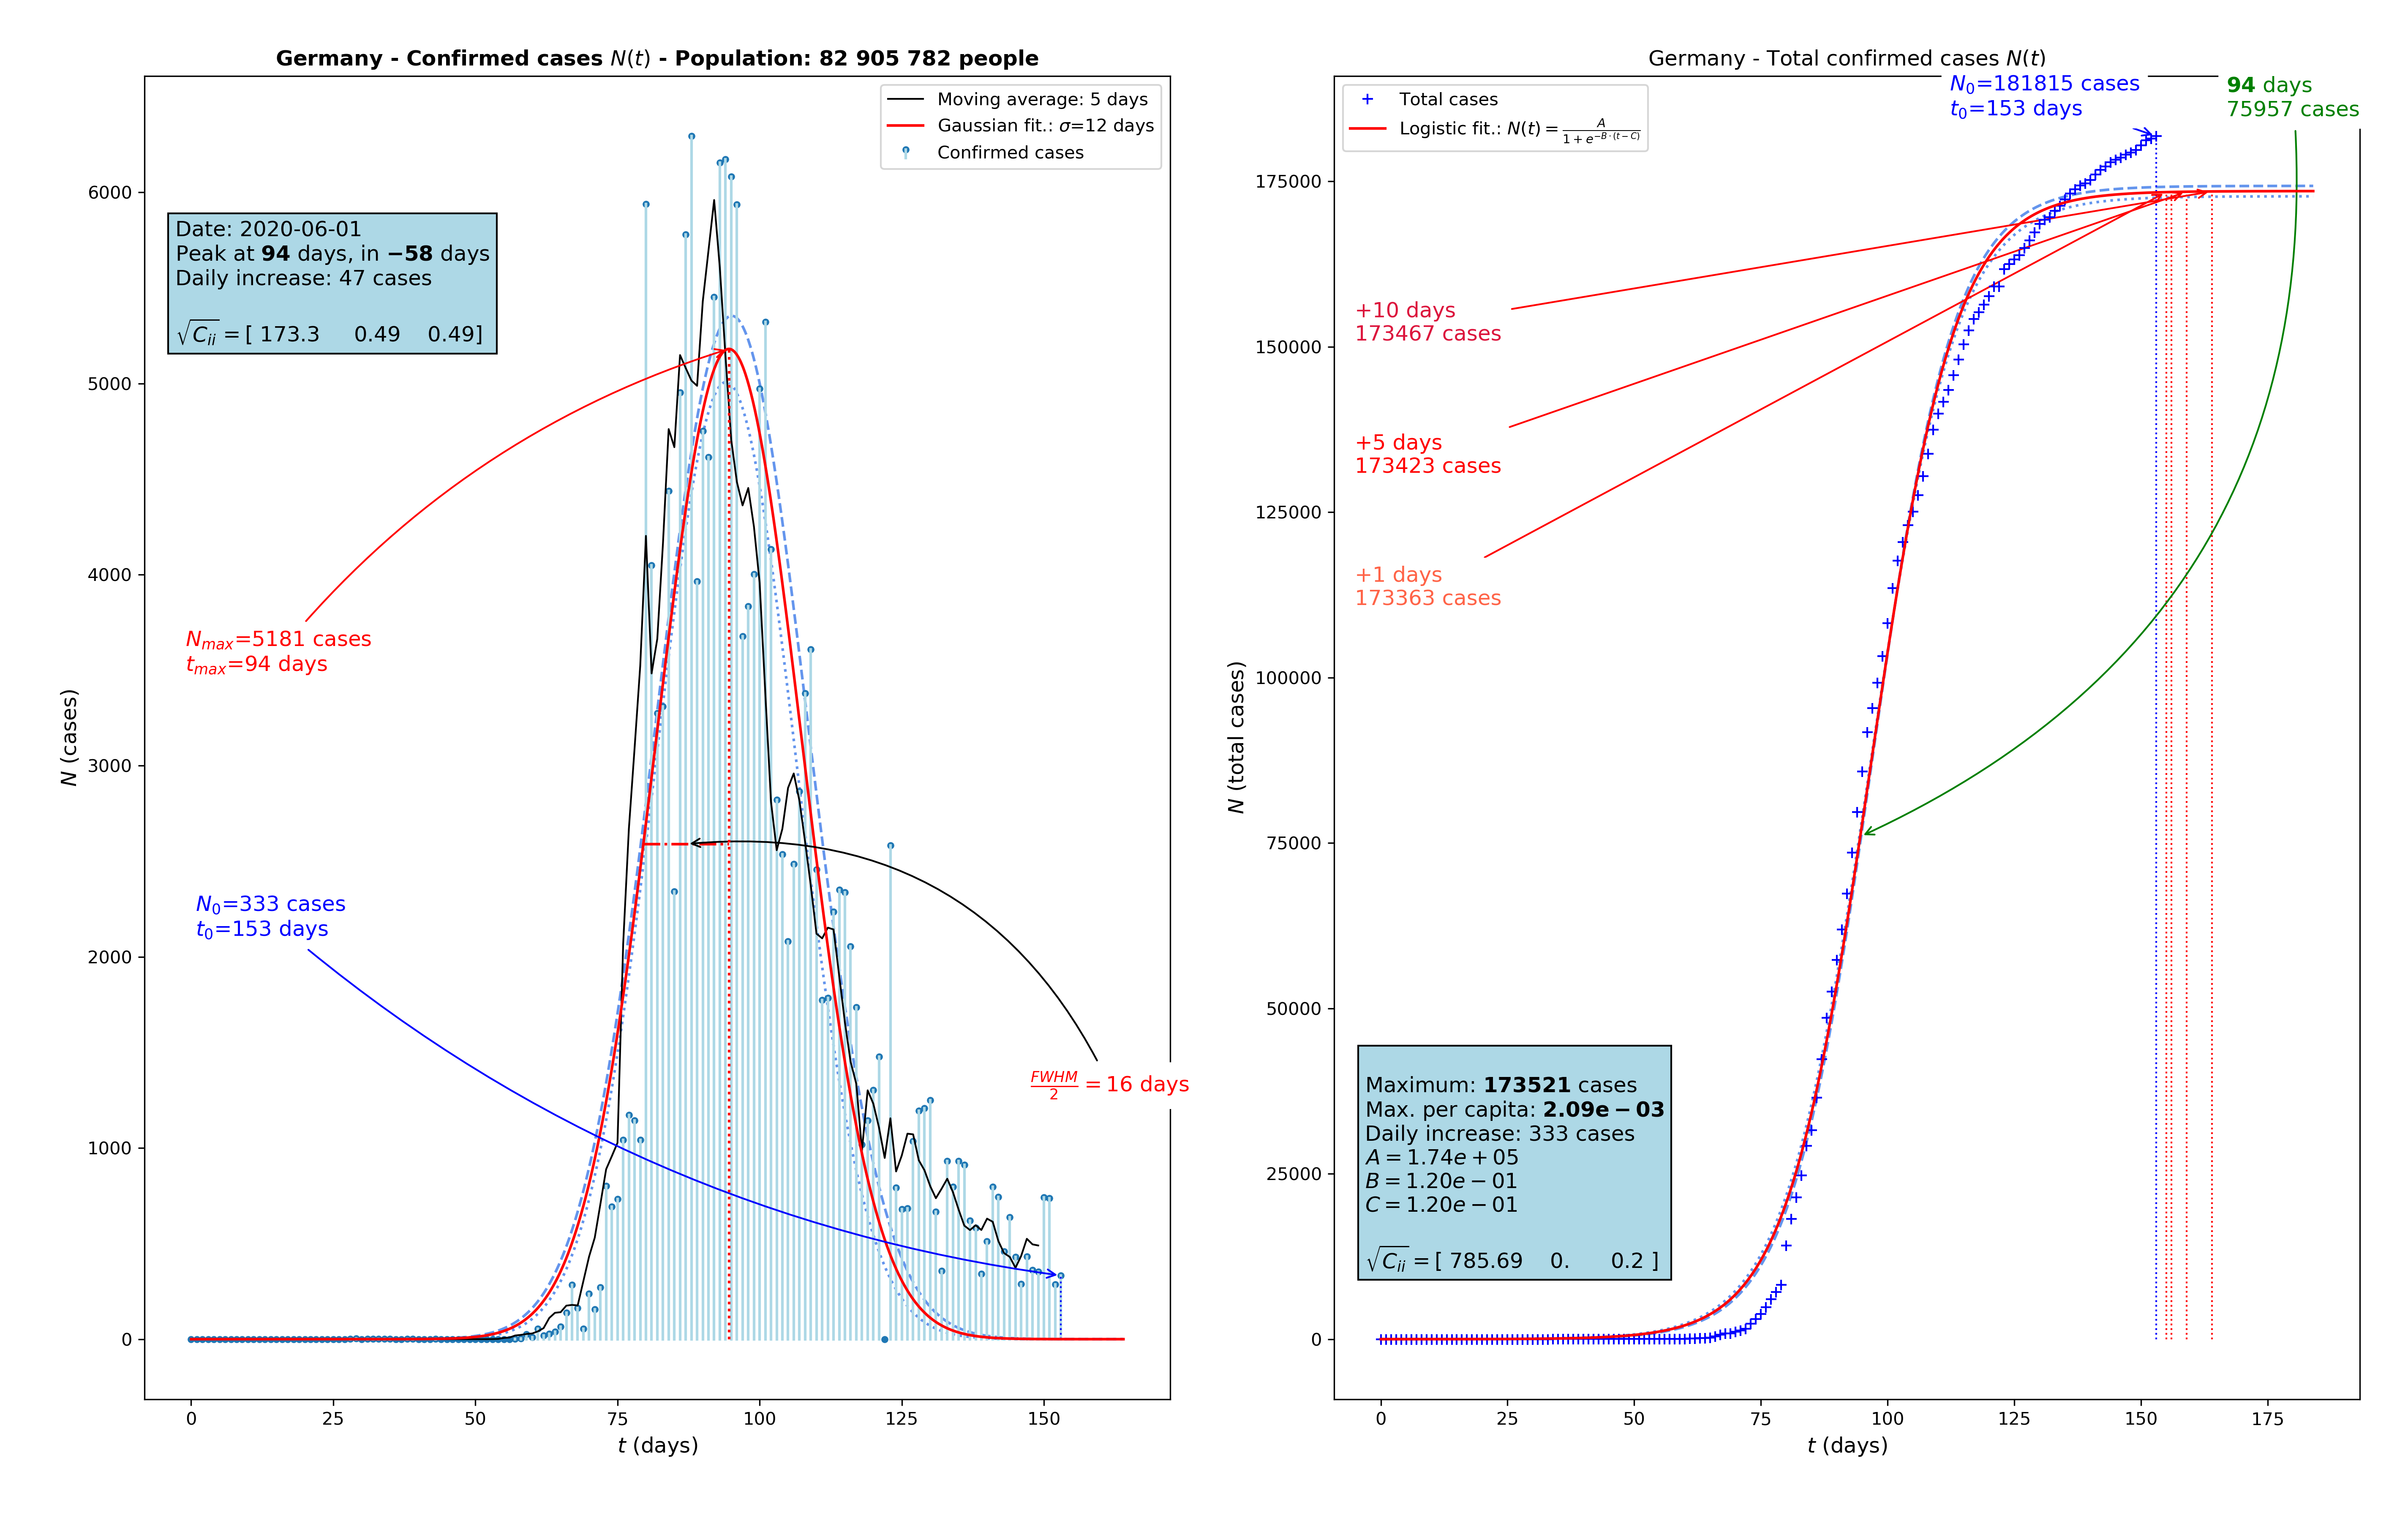 Germany - Confirmed cases N(t) - Population: 82 905 782 people
Moving average: 5 days
Gaussian fit.: σ=12 days
Confirmed cases
Date: 2020-06-01
Peak at 94 days, in −58 days
Daily increase: 47 cases
√C_ii = [ 173.3 0.49 0.49]
N_max=5181 cases
t_max=94 days
N_0=333 cases
t_0=153 days
FWHM/2 = 16 days
6000
5000
4000
3000
2000
1000
0
N (cases)
0 25 50 75 100 125 150
t (days)
Germany - Total confirmed cases N(t)
Total cases
Logistic fit.: N(t) = A/(1+e^{−B·(t−C)})
N_0=181815 cases
t_0=153 days
94 days
75957 cases
+10 days
173467 cases
+5 days
173423 cases
+1 days
173363 cases
Maximum: 173521 cases
Max. per capita: 2.09e − 03
Daily increase: 333 cases
A = 1.74e + 05
B = 1.20e − 01
C = 1.20e − 01
√C_ii = [ 785.69 0. 0.2 ]
175000
150000
125000
100000
75000
50000
25000
0
N (total cases)
0 25 50 75 100 125 150 175
t (days)